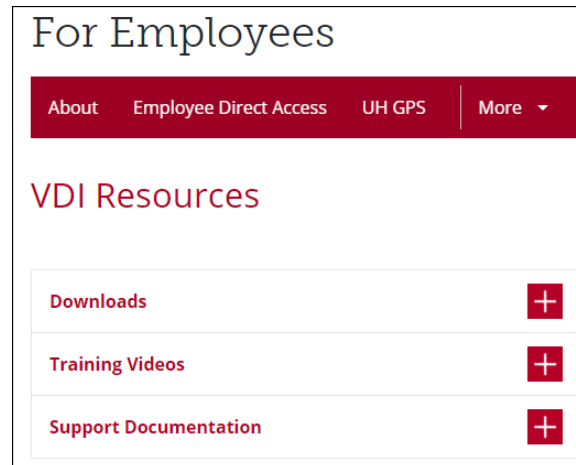 For Employees
About Employee Direct Access UH GPS More
VDI Resources
Downloads
Training Videos
Support Documentation